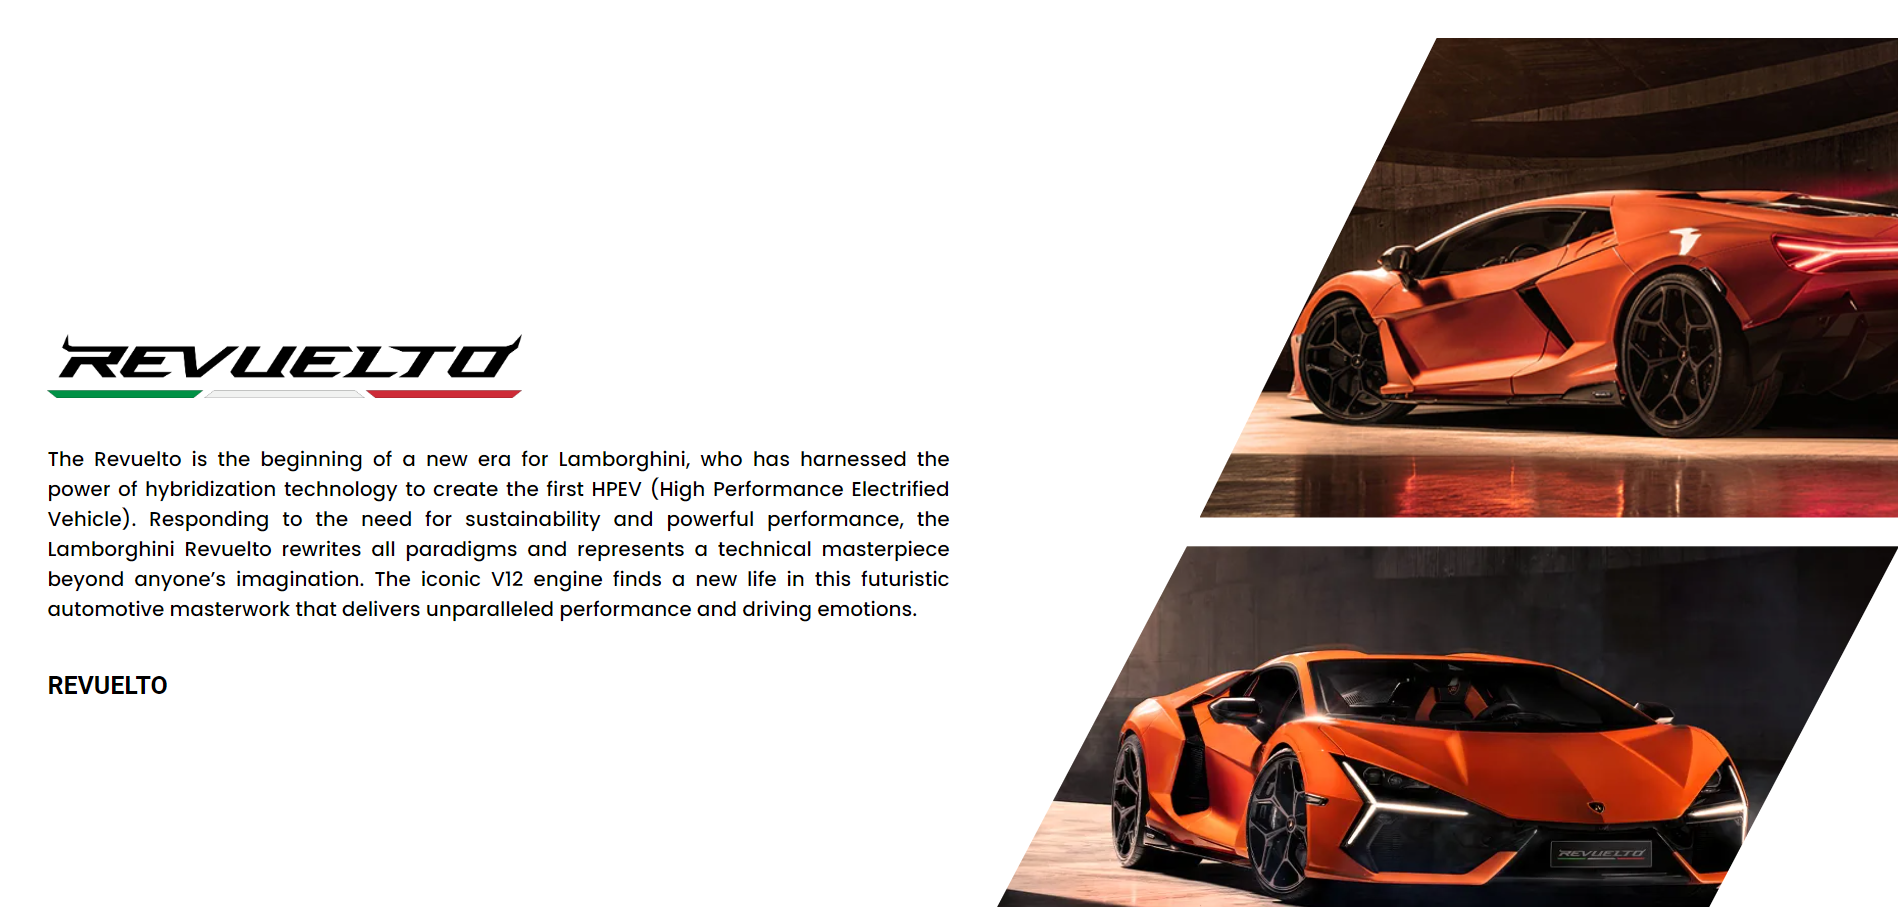 REVUELTO
The Revuelto is the beginning of a new era for Lamborghini, who has harnessed the
power of hybridization technology to create the first HPEV (High Performance Electrified
Vehicle). Responding to the need for sustainability and powerful performance, the
Lamborghini Revuelto rewrites all paradigms and represents a technical masterpiece
beyond anyone’s imagination. The iconic V12 engine finds a new life in this futuristic
automotive masterwork that delivers unparalleled performance and driving emotions.
REVUELTO
REVUELTO